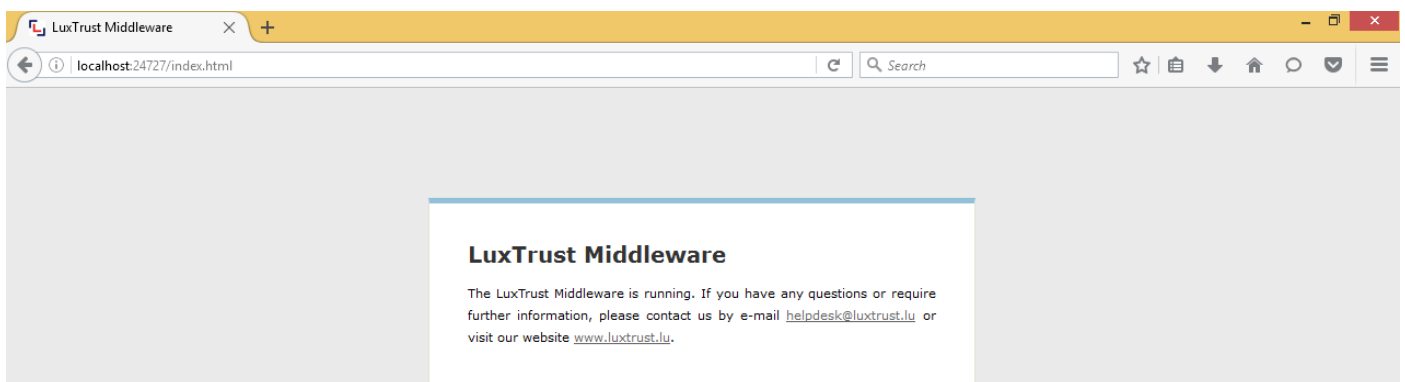 LuxTrust Middleware
localhost:24727/index.html
Search
LuxTrust Middleware
The LuxTrust Middleware is running. If you have any questions or require
further information, please contact us by e-mail helpdesk@luxtrust.lu or
visit our website www.luxtrust.lu.